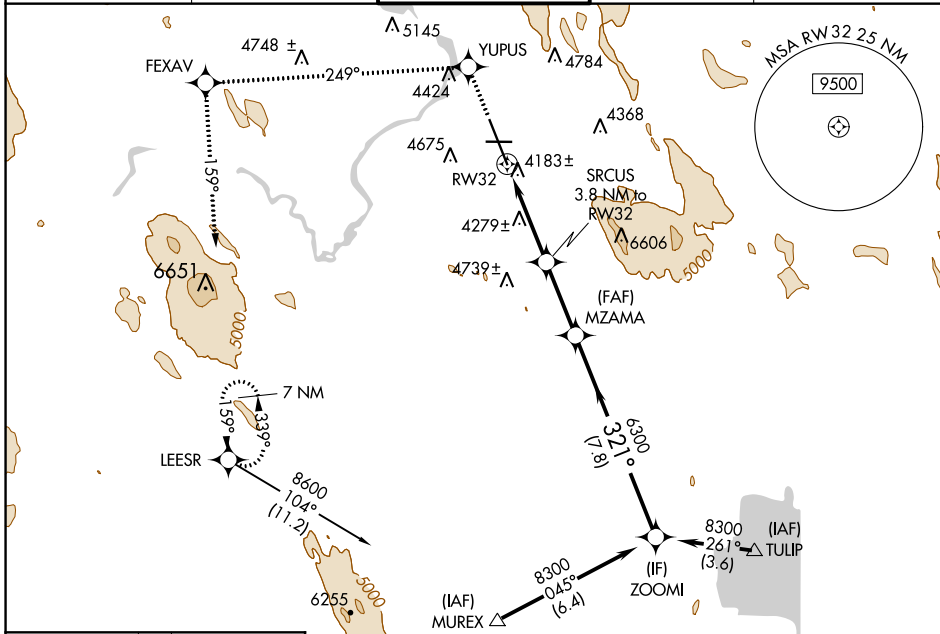 5145
4748 ±
YUPUS
4784
FEXAV
249°
4424
MSA RW 32 25 NM
9500
4368
4675
4183±
RW32
SRCUS
3.8 NM to
RW32
159°
4279±
6606
6651
4739±
5000
(FAF)
MZAMA
5000
7 NM
159°
339°
6300
321°
(7.8)
LEESR
8600
104°
(11.2)
8300
261°
(3.6)
(IAF)
TULIP
(IF)
ZOOMI
8300
045°
(6.4)
5000
6255
(IAF)
MUREX